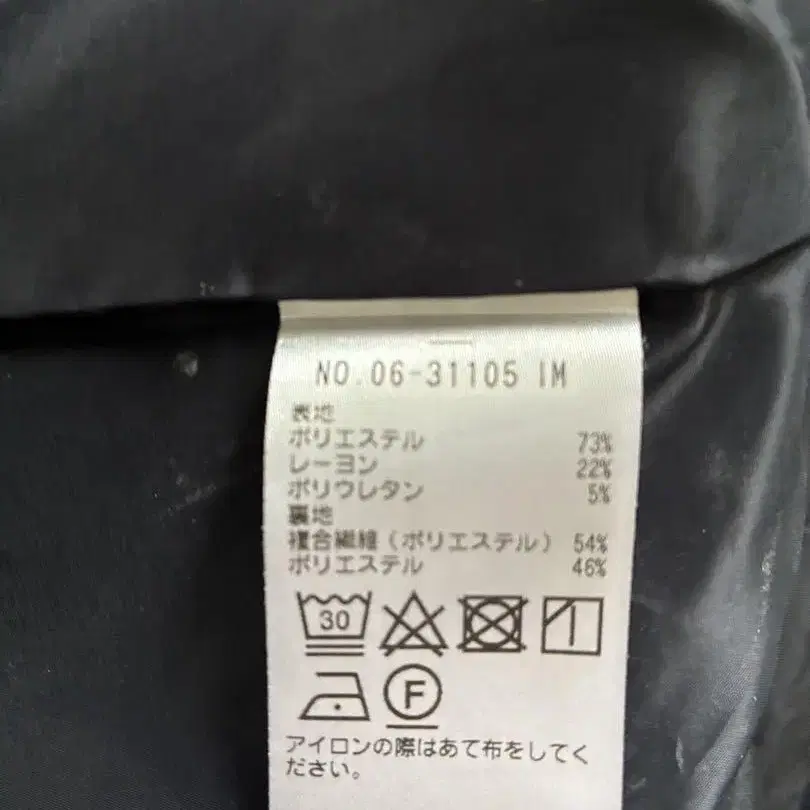 NO.06-31105 IM
表地
ポリエステル 73%
レーヨン 22%
ポリウレタン 5%
裏地
複合繊維(ポリエステル) 54%
ポリエステル 46%
30
F
アイロンの際はあて布をしてく
ださい。